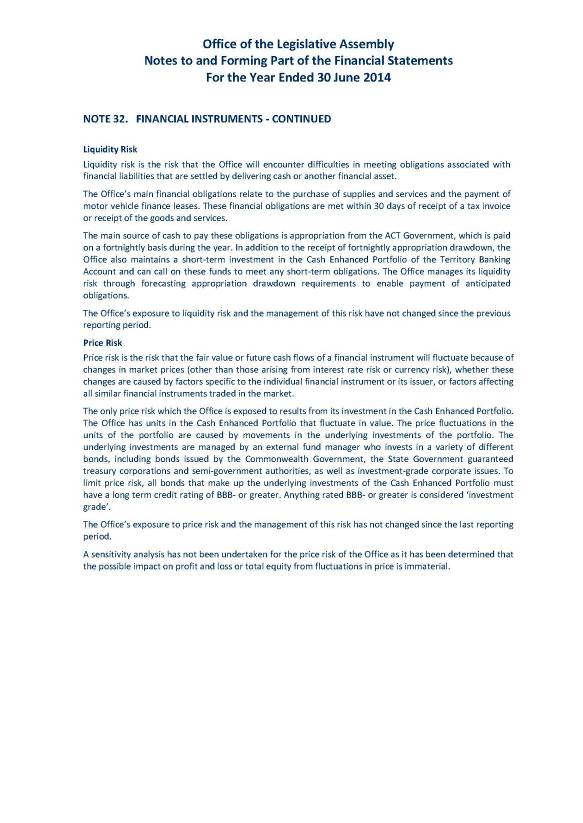 Office of the Legislative Assembly
Notes to and Forming Part of the Financial Statements
For the Year Ended 30 June 2014
NOTE 32.   FINANCIAL INSTRUMENTS - CONTINUED
Liquidity Risk
Liquidity risk is the risk that the Office will encounter difficulties in meeting obligations associated with
financial liabilities that are settled by delivering cash or another financial asset.
The Office's main financial obligations relate to the purchase of supplies and services and the payment of
motor vehicle finance leases. These financial obligations are met within 30 days of receipt of a tax invoice
or receipt of the goods and services.
The main source of cash to pay these obligations is appropriation from the ACT Government, which is paid
on a fortnightly basis during the year. In addition to the receipt of fortnightly appropriation drawdown, the
Office also maintains a short-term investment in the Cash Enhanced Portfolio of the Territory Banking
Account and can call on these funds to meet any short-term obligations. The Office manages its liquidity
risk through forecasting appropriation drawdown requirements to enable payment of anticipated
obligations.
The Office's exposure to liquidity risk and the management of this risk have not changed since the previous
reporting period.
Price Risk
Price risk is the risk that the fair value or future cash flows of a financial instrument will fluctuate because of
changes in market prices (other than those arising from interest rate risk or currency risk), whether these
changes are caused by factors specific to the individual financial instrument or its issuer, or factors affecting
all similar financial instruments traded in the market.
The only price risk which the Office is exposed to results from its investment in the Cash Enhanced Portfolio.
The Office has units in the Cash Enhanced Portfolio that fluctuate in value. The price fluctuations in the
units of the portfolio are caused by movements in the underlying investments of the portfolio. The
underlying investments are managed by an external fund manager who invests in a variety of different
bonds, including bonds issued by the Commonwealth Government, the State Government guaranteed
treasury corporations and semi-government authorities, as well as investment-grade corporate issues. To
limit price risk, all bonds that make up the underlying investments of the Cash Enhanced Portfolio must
have a long term credit rating of BBB- or greater. Anything rated BBB- or greater is considered 'investment
grade'.
The Office's exposure to price risk and the management of this risk has not changed since the last reporting
period.
A sensitivity analysis has not been undertaken for the price risk of the Office as it has been determined that
the possible impact on profit and loss or total equity from fluctuations in price is immaterial.